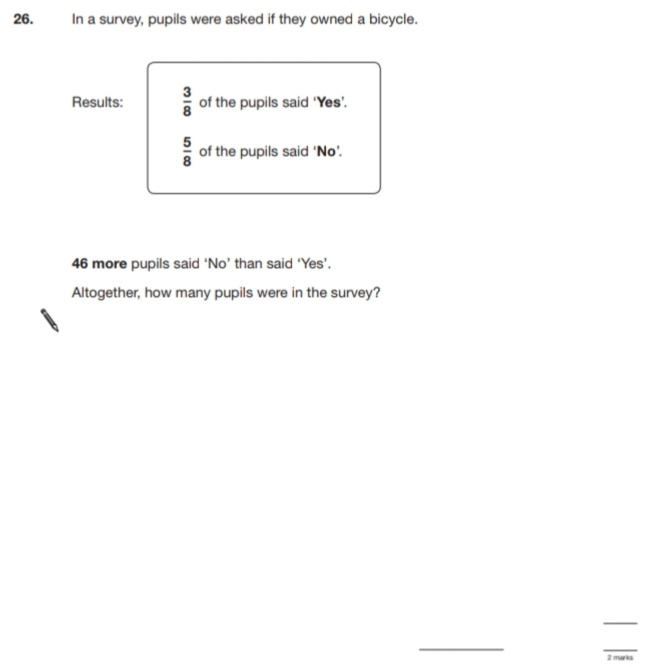 26. In a survey, pupils were asked if they owned a bicycle.
Results: 3/8 of the pupils said ‘Yes’.
5/8 of the pupils said ‘No’.
46 more pupils said ‘No’ than said ‘Yes’.
Altogether, how many pupils were in the survey?
2 marks